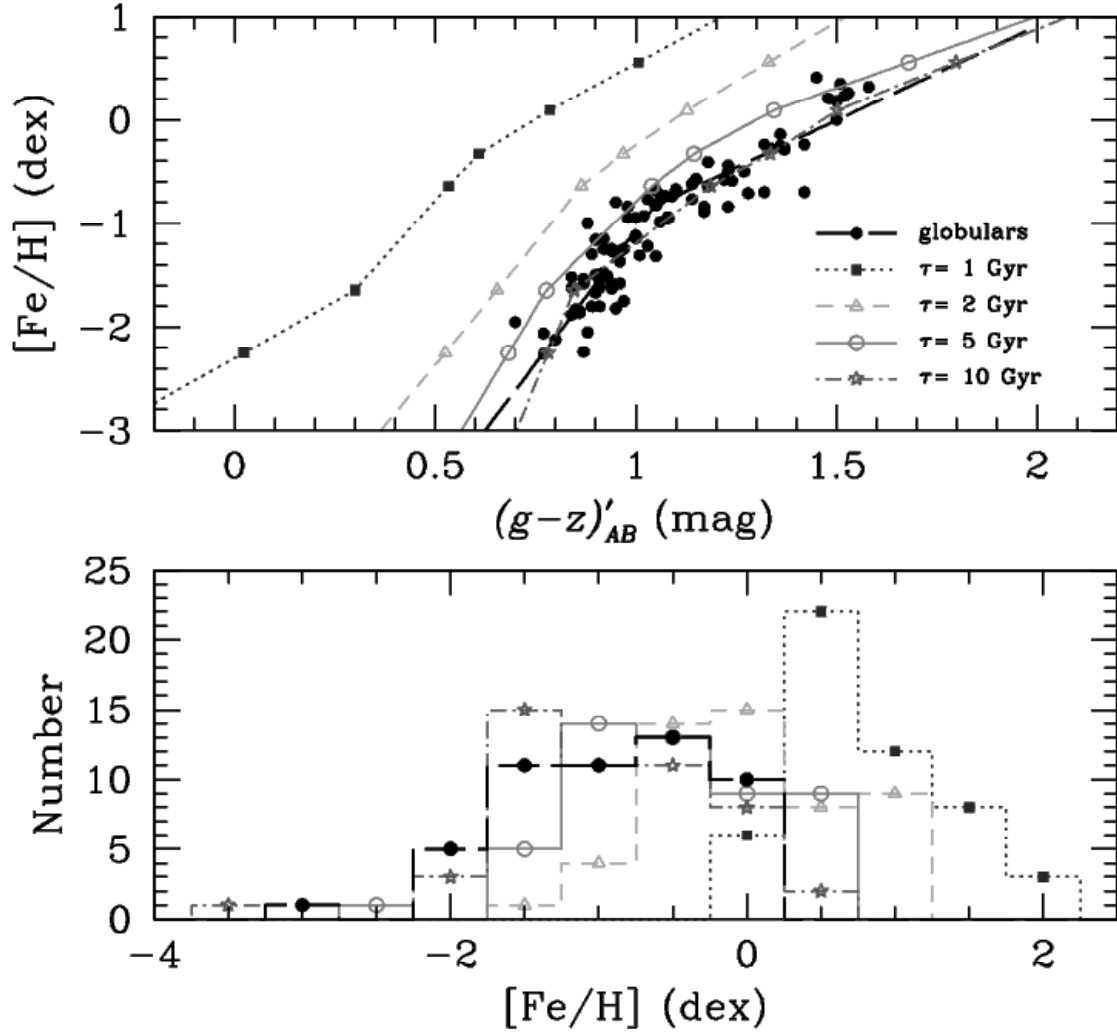 1
0
−1
−2
−3
[Fe/H] (dex)
globulars
τ= 1 Gyr
τ= 2 Gyr
τ= 5 Gyr
τ= 10 Gyr
0 0.5 1 1.5 2
(g−z)′AB (mag)
25
20
15
10
5
0
Number
−4 −2 0 2
[Fe/H] (dex)